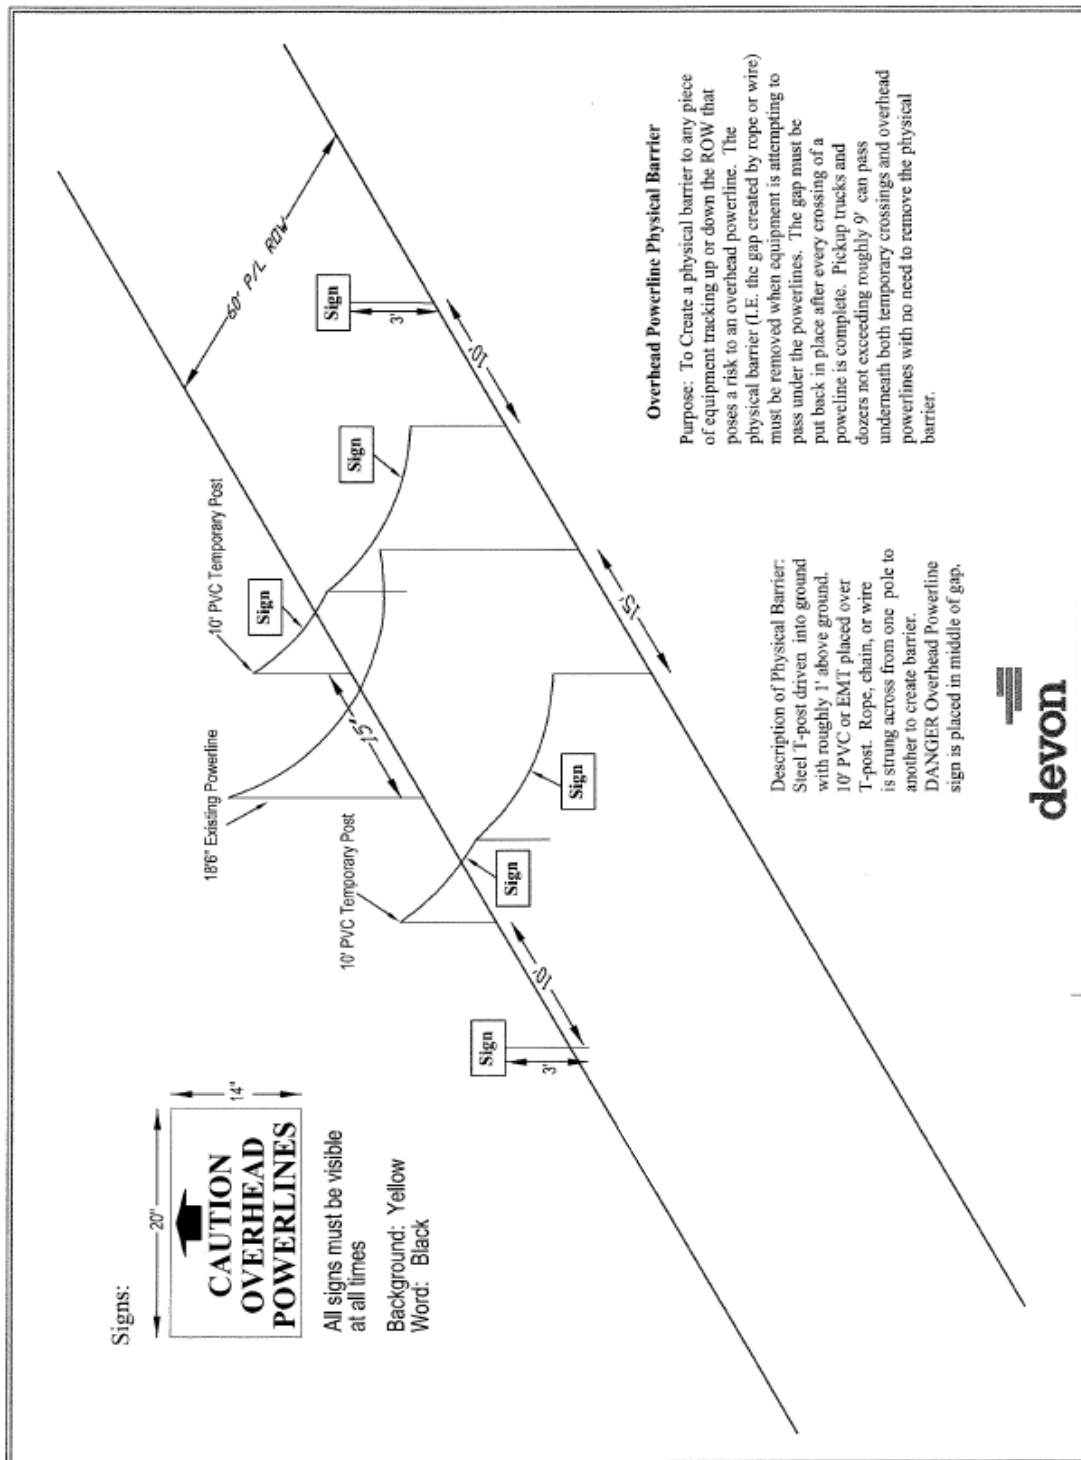 Signs:
20"
14"
CAUTION
OVERHEAD
POWERLINES
All signs must be visible
at all times
Background: Yellow
Word: Black
Sign
3'
10'
10' PVC Temporary Post
Sign
Sign
18'6" Existing Powerline
15'
10' PVC Temporary Post
Sign
Sign
15'
10'
Sign
3'
60' P/L ROW
Overhead Powerline Physical Barrier
Purpose: To Create a physical barrier to any piece
of equipment tracking up or down the ROW that
poses a risk to an overhead powerline. The
physical barrier (I.E. the gap created by rope or wire)
must be removed when equipment is attempting to
pass under the powerlines. The gap must be
put back in place after every crossing of a
poweline is complete. Pickup trucks and
dozers not exceeding roughly 9' can pass
underneath both temporary crossings and overhead
powerlines with no need to remove the physical
barrier.
Description of Physical Barrier:
Steel T-post driven into ground
with roughly 1' above ground.
10' PVC or EMT placed over
T-post. Rope, chain, or wire
is strung across from one pole to
another to create barrier.
DANGER Overhead Powerline
sign is placed in middle of gap.
devon